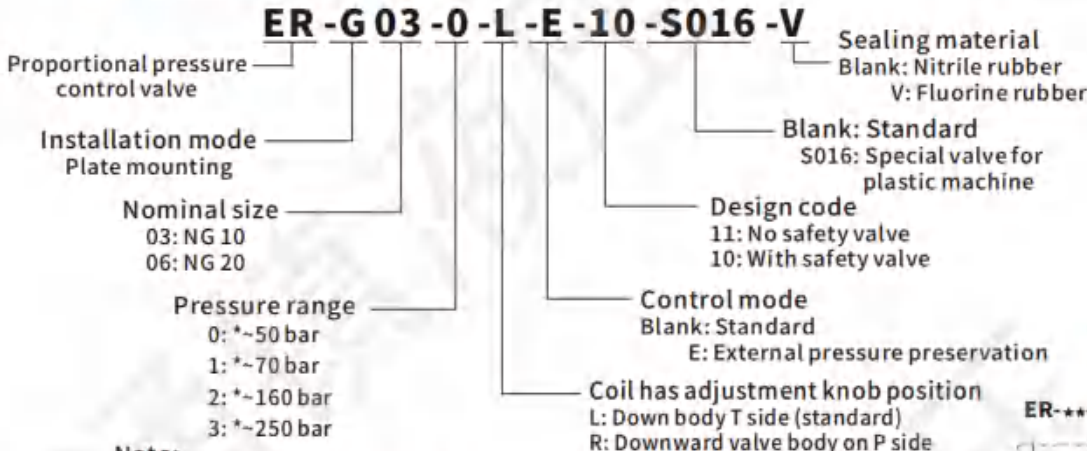 ER -G 03 -0 -L -E -10 -S016 -V
Proportional pressure
control valve
Installation mode
Plate mounting
Nominal size
03: NG 10
06: NG 20
Pressure range
0: *~50 bar
1: *~70 bar
2: *~160 bar
3: *~250 bar
Note:
Sealing material
Blank: Nitrile rubber
V: Fluorine rubber
Blank: Standard
S016: Special valve for
plastic machine
Design code
11: No safety valve
10: With safety valve
Control mode
Blank: Standard
E: External pressure preservation
Coil has adjustment knob position
L: Down body T side (standard)
R: Downward valve body on P side
ER-**